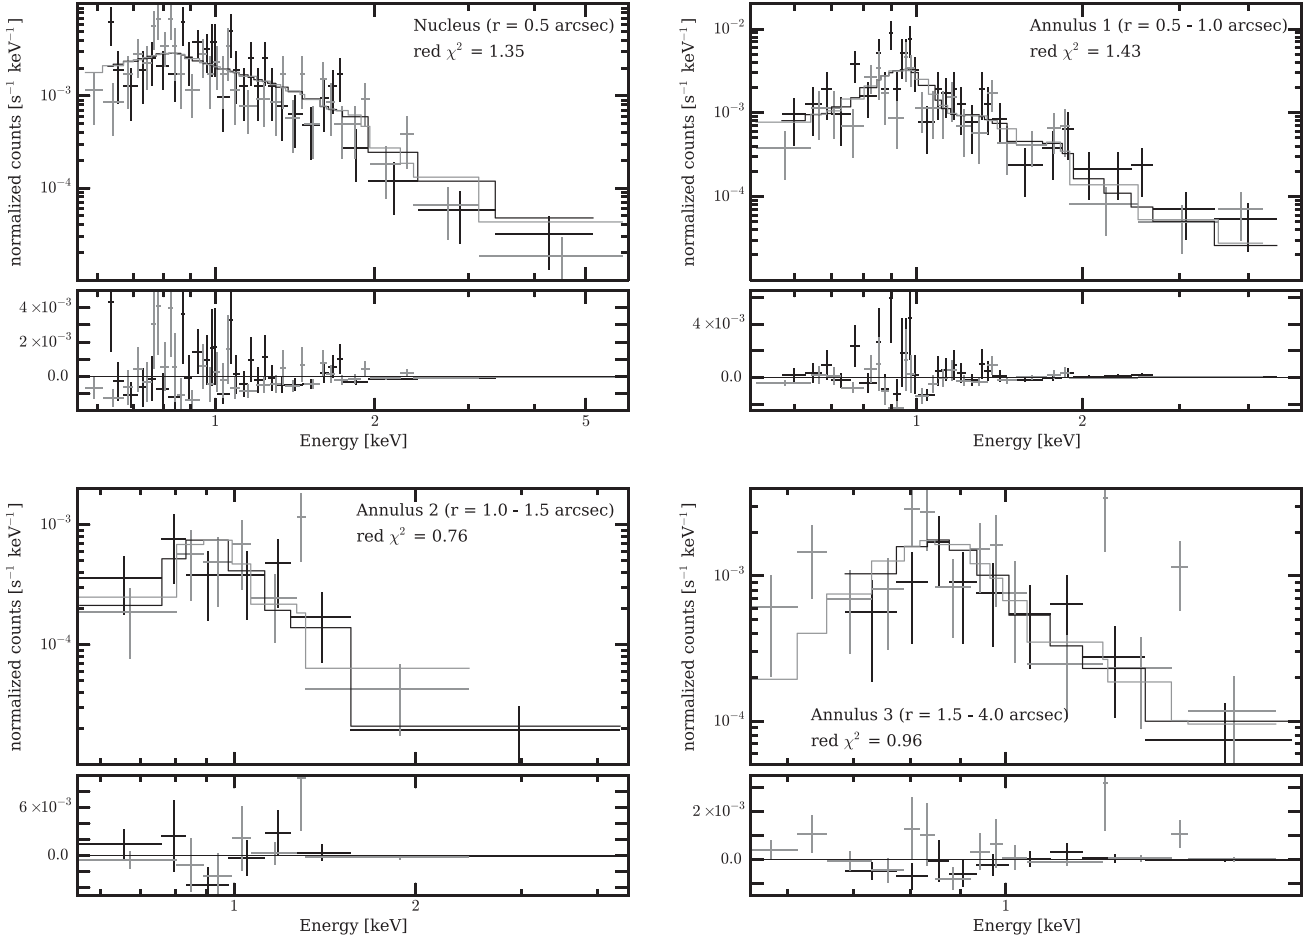 Nucleus (r = 0.5 arcsec)
red χ² = 1.35
normalized counts [s⁻¹ keV⁻¹]
10⁻³
10⁻⁴
4 ×10⁻³
2 ×10⁻³
0.0
1 2 5
Energy [keV]
Annulus 1 (r = 0.5 - 1.0 arcsec)
red χ² = 1.43
normalized counts [s⁻¹ keV⁻¹]
10⁻²
10⁻³
10⁻⁴
4 ×10⁻³
0.0
1 2
Energy [keV]
Annulus 2 (r = 1.0 - 1.5 arcsec)
red χ² = 0.76
normalized counts [s⁻¹ keV⁻¹]
10⁻³
10⁻⁴
6 ×10⁻³
0.0
1 2
Energy [keV]
normalized counts [s⁻¹ keV⁻¹]
10⁻³
10⁻⁴
Annulus 3 (r = 1.5 - 4.0 arcsec)
red χ² = 0.96
2 ×10⁻³
0.0
1
Energy [keV]